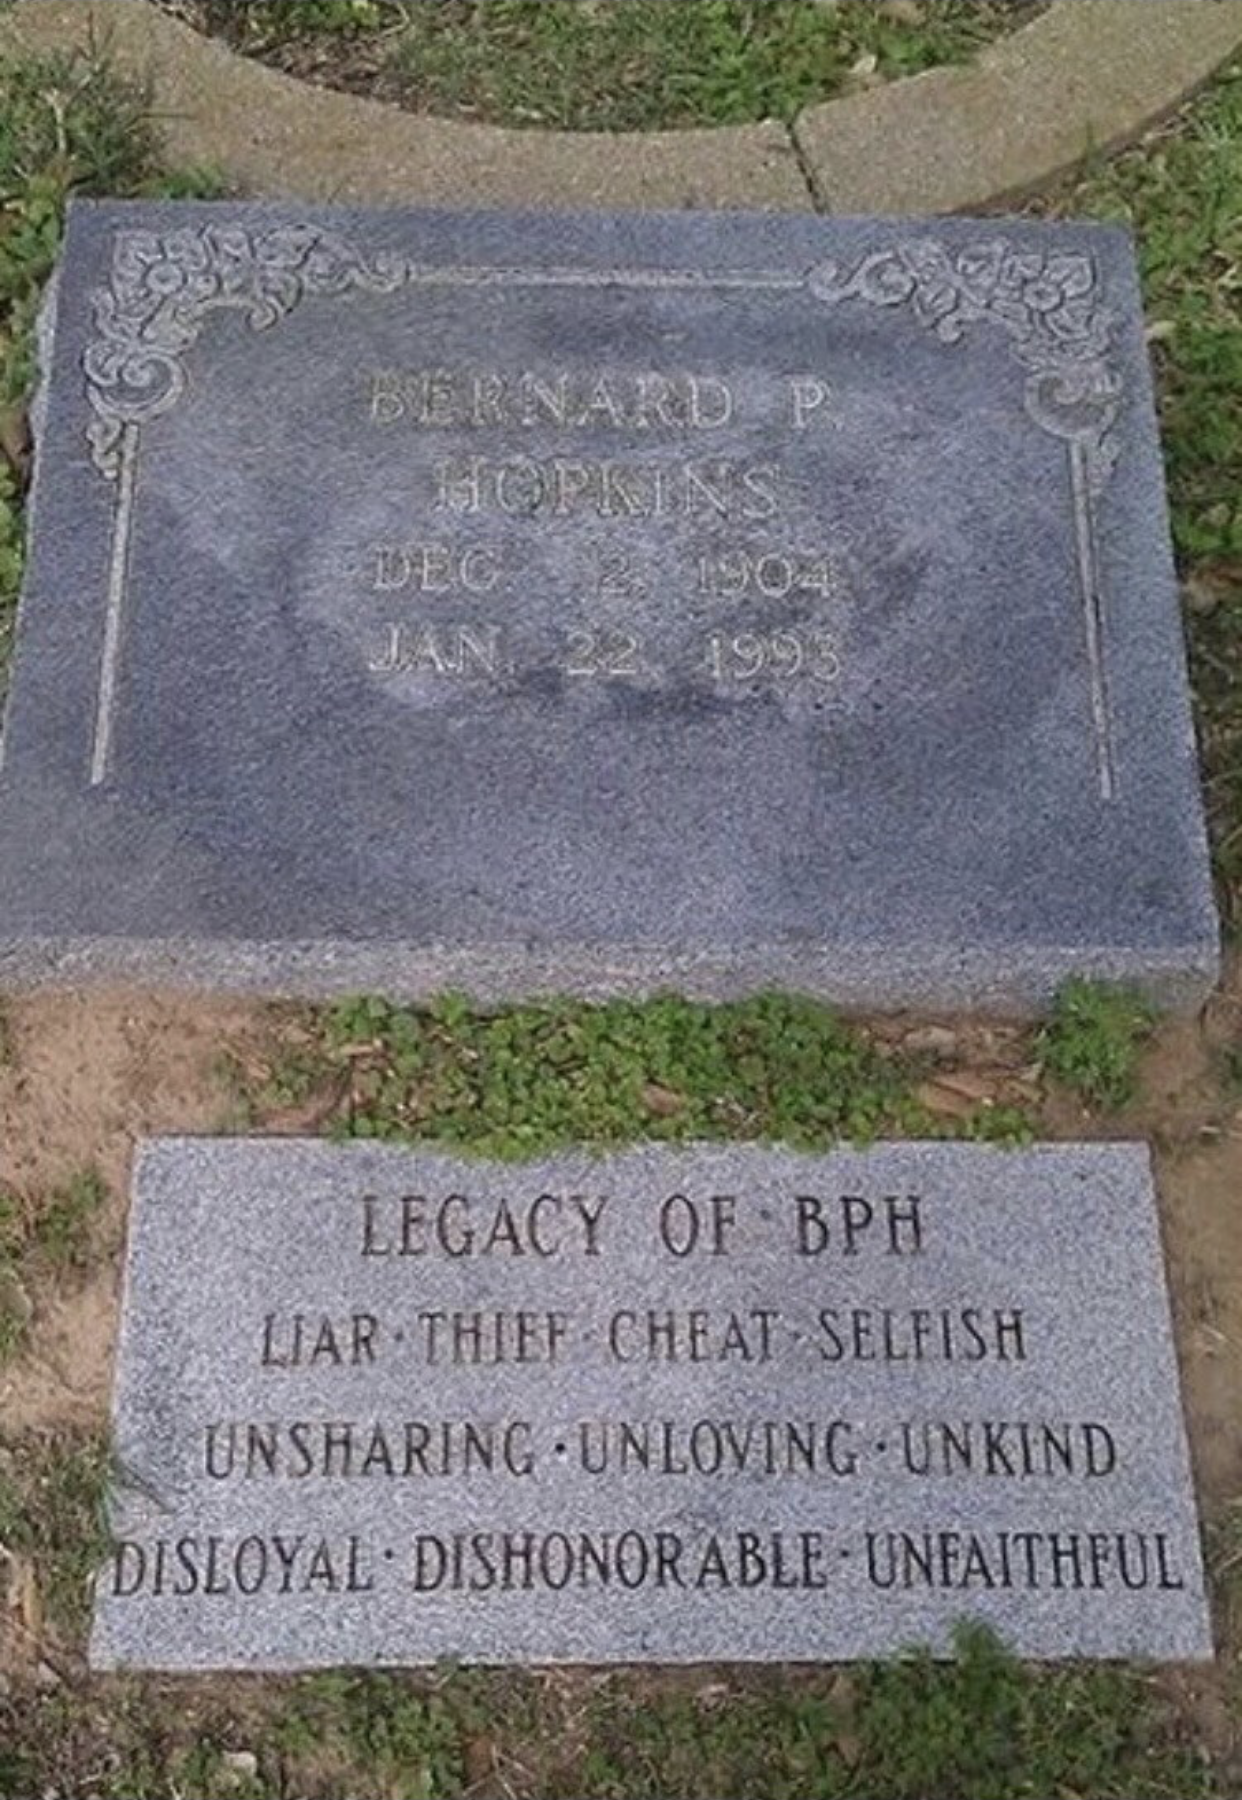 BERNARD P.
HOPKINS
DEC. 2, 1904
JAN. 22, 1993
LEGACY OF BPH
LIAR · THIEF · CHEAT · SELFISH
UNSHARING · UNLOVING · UNKIND
DISLOYAL · DISHONORABLE · UNFAITHFUL